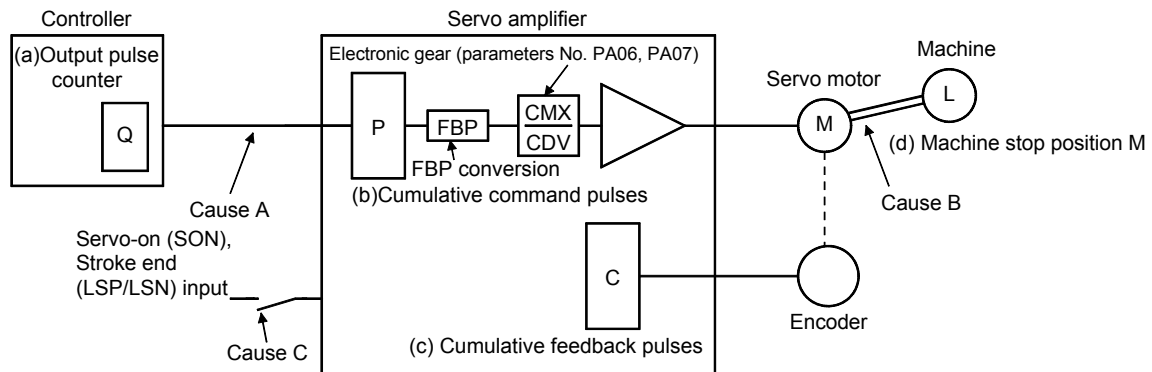 Controller
Servo amplifier
(a)Output pulse
counter
Q
Electronic gear (parameters No. PA06, PA07)
P
FBP
CMX
CDV
FBP conversion
(b)Cumulative command pulses
Servo motor
M
Machine
L
(d) Machine stop position M
Cause A
Cause B
Servo-on (SON),
Stroke end
(LSP/LSN) input
Cause C
C
(c) Cumulative feedback pulses
Encoder